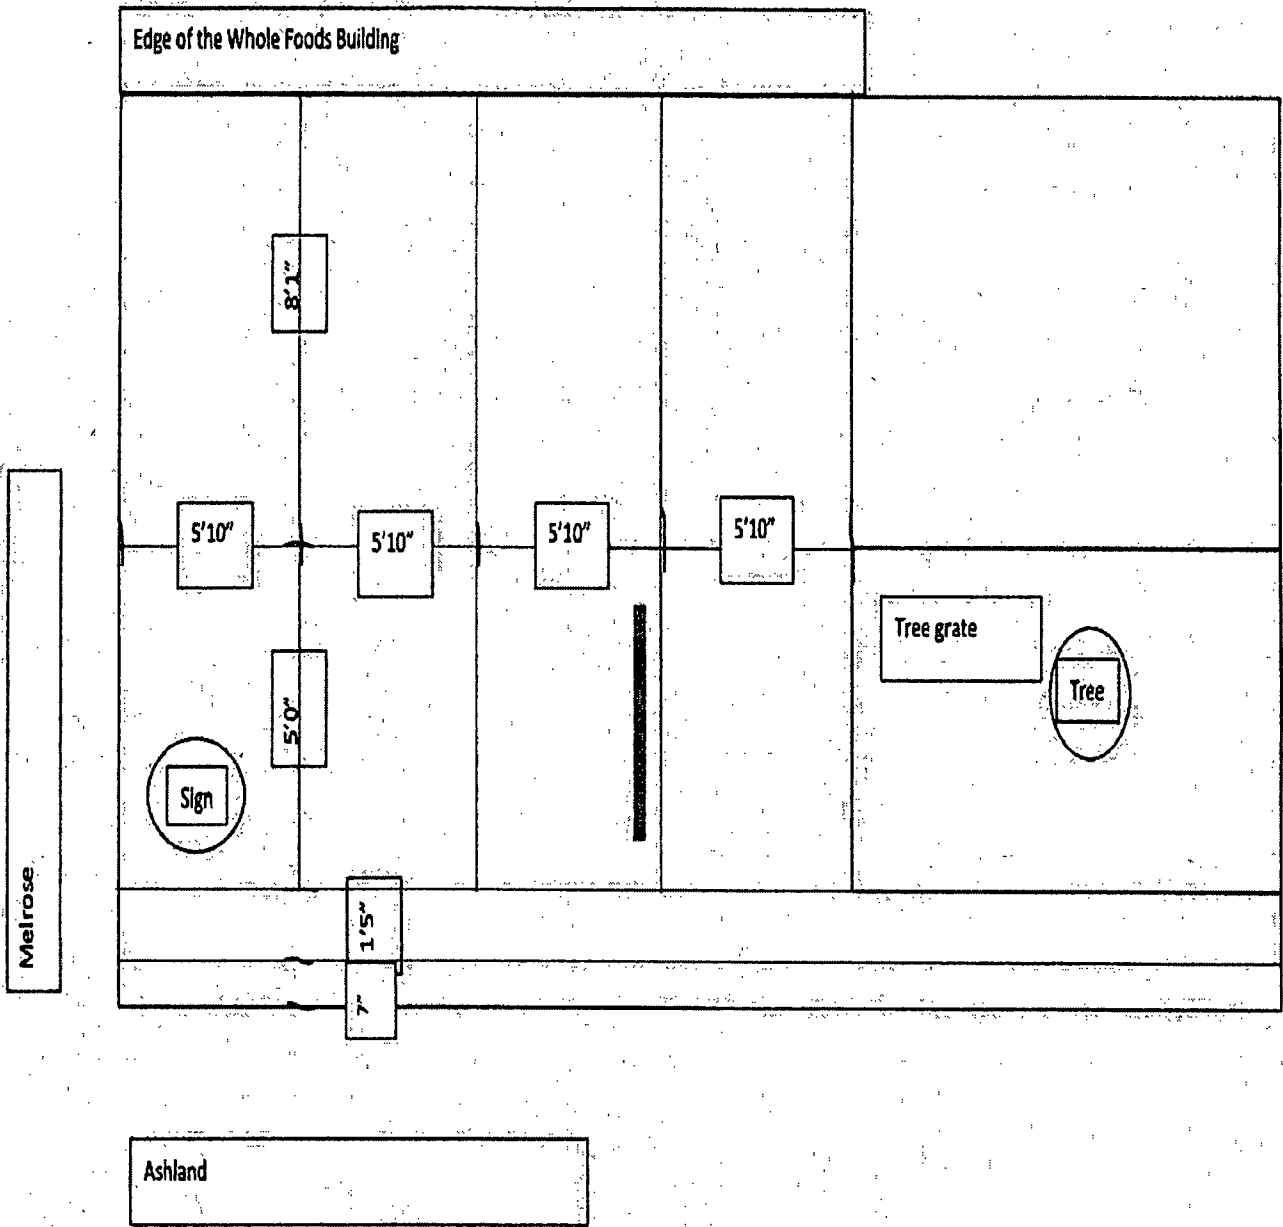 Edge of the Whole Foods Building
8'1"
5'10"
5'10"
5'10"
5'10"
Tree grate
Tree
5'0"
Sign
Melrose
1'5"
7"
Ashland